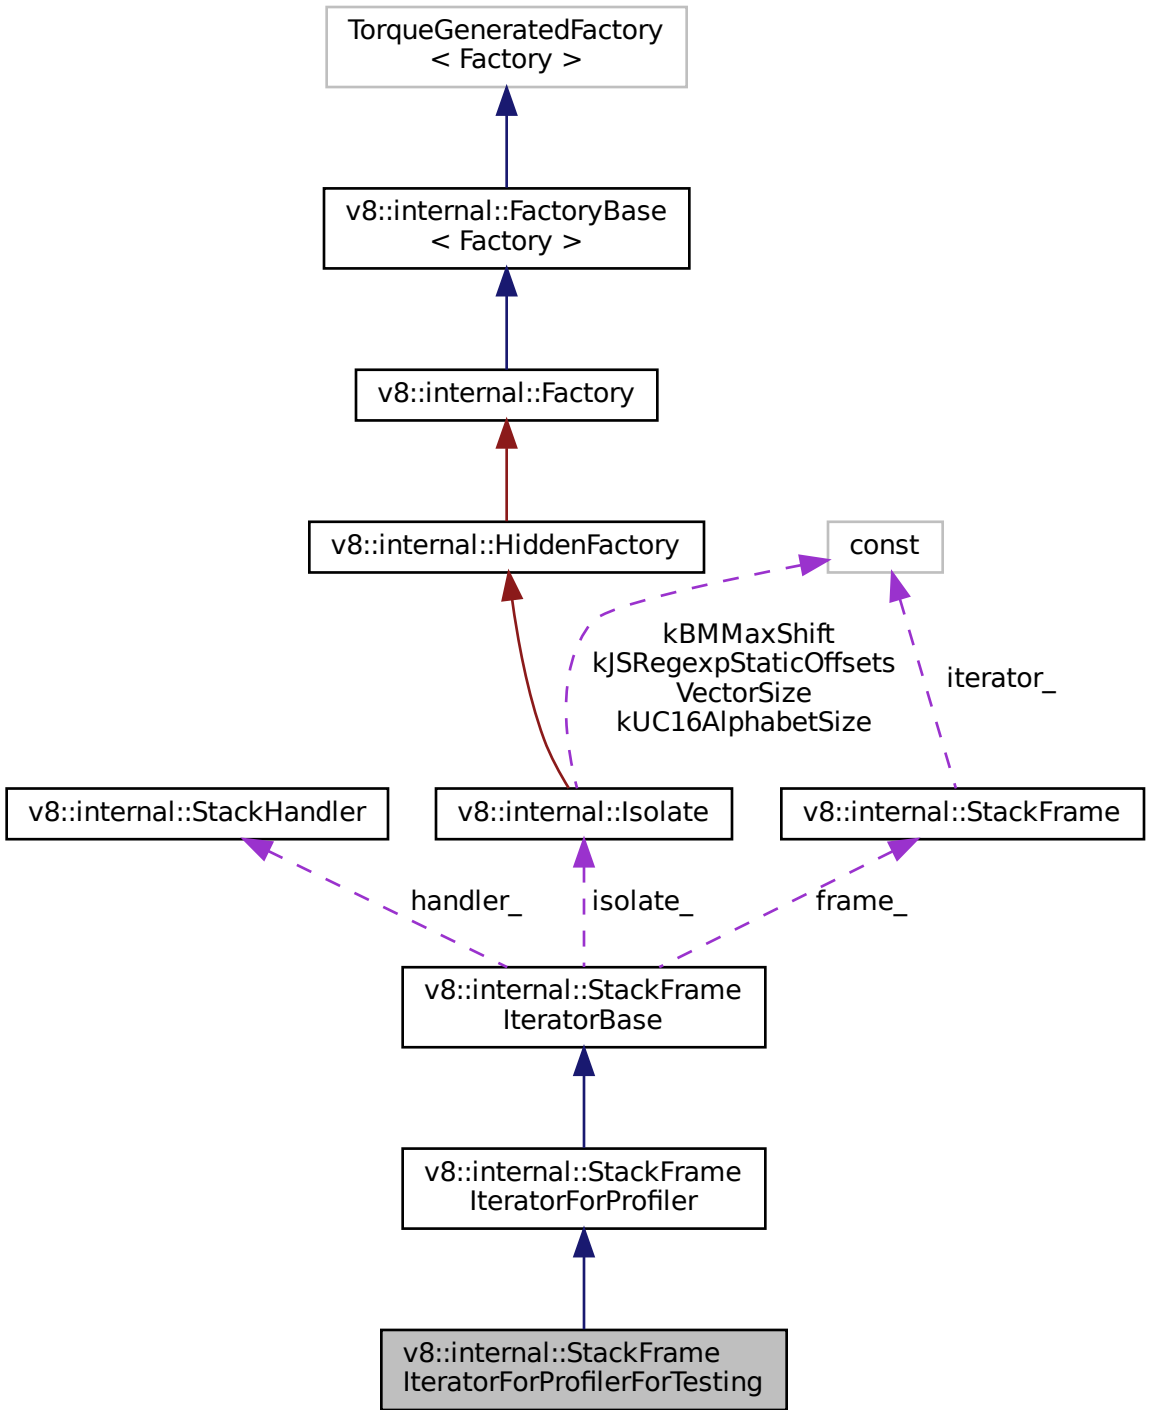 TorqueGeneratedFactory
< Factory >
v8::internal::FactoryBase
< Factory >
v8::internal::Factory
v8::internal::HiddenFactory
const
kBMMaxShift
kJSRegexpStaticOffsets
VectorSize
kUC16AlphabetSize
iterator_
v8::internal::StackHandler
v8::internal::Isolate
v8::internal::StackFrame
handler_
isolate_
frame_
v8::internal::StackFrame
IteratorBase
v8::internal::StackFrame
IteratorForProfiler
v8::internal::StackFrame
IteratorForProfilerForTesting